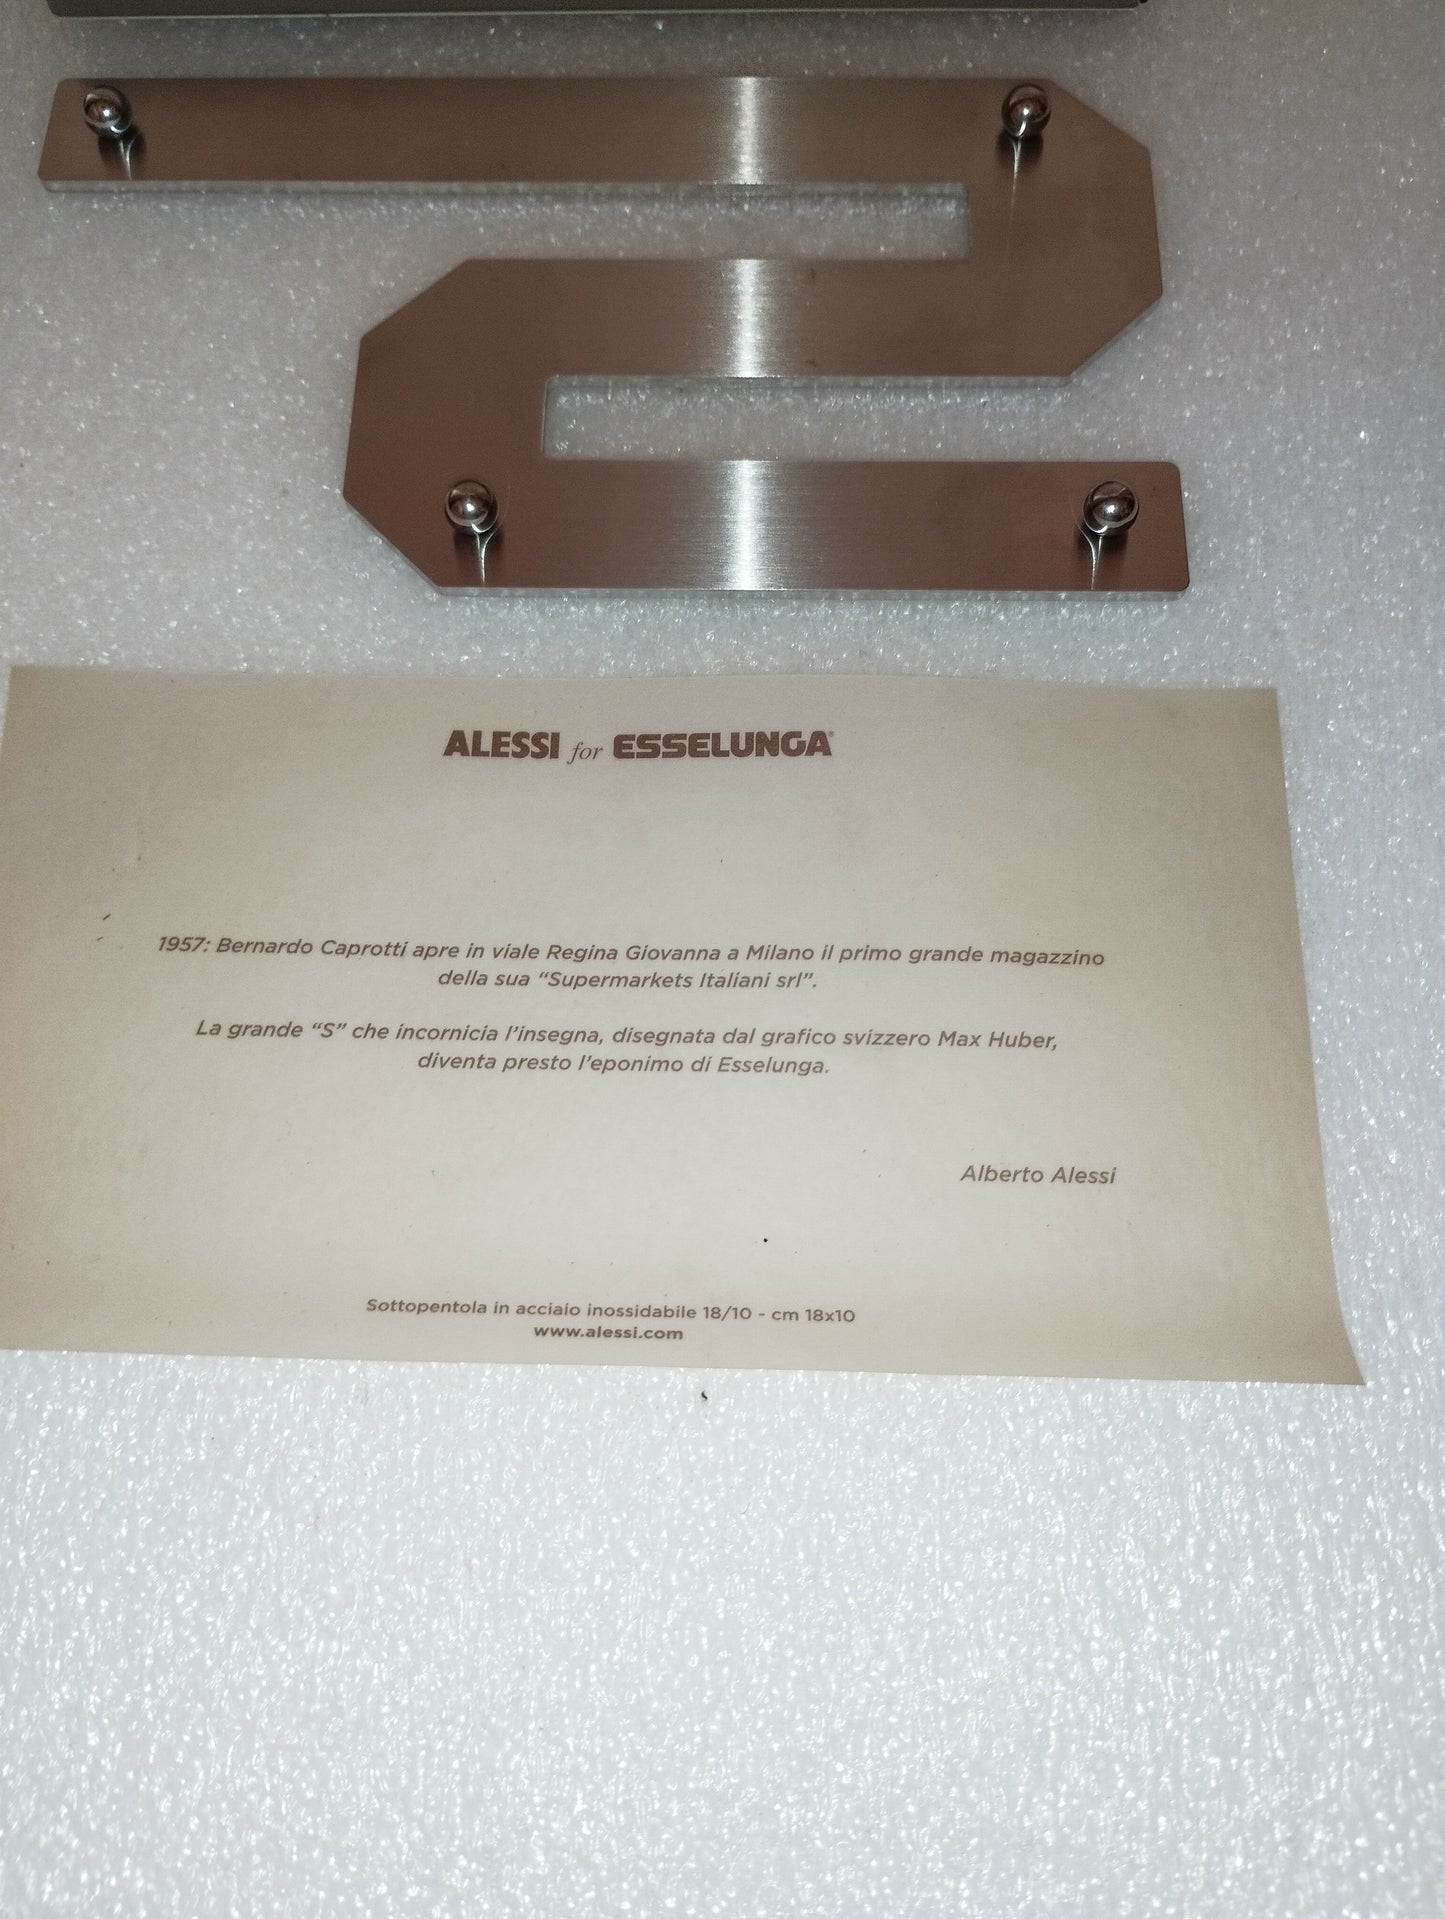 ALESSI for ESSELUNGA®
1957: Bernardo Caprotti apre in viale Regina Giovanna a Milano il primo grande magazzino
della sua “Supermarkets Italiani srl”.
La grande “S” che incornicia l’insegna, disegnata dal grafico svizzero Max Huber,
diventa presto l’eponimo di Esselunga.
Alberto Alessi
Sottopentola in acciaio inossidabile 18/10 - cm 18x10
www.alessi.com